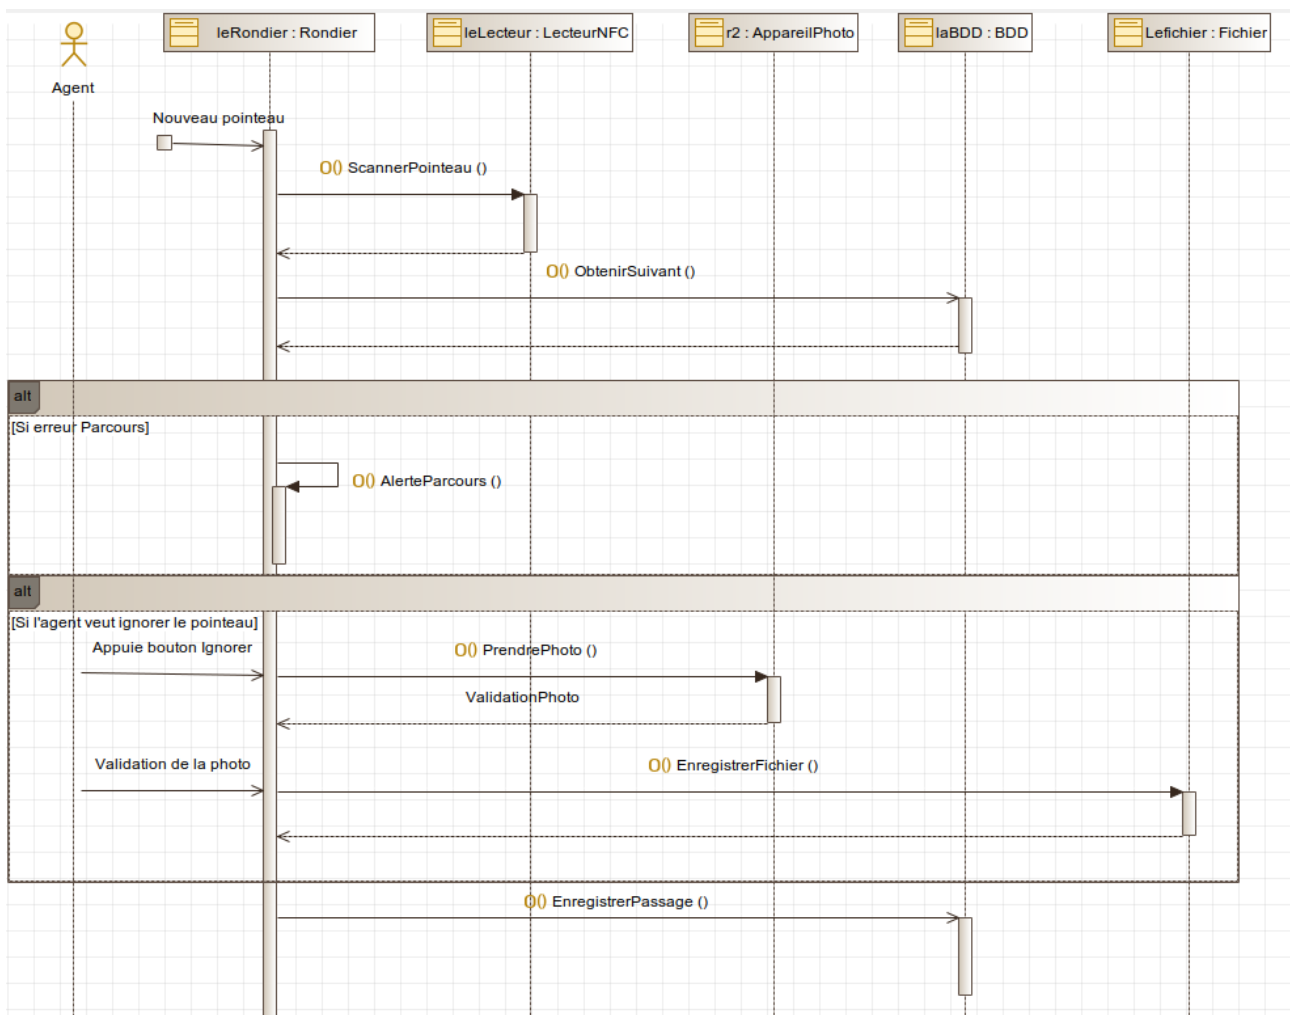 leRondier : Rondier
leLecteur : LecteurNFC
r2 : AppareilPhoto
laBDD : BDD
Lefichier : Fichier
Agent
Nouveau pointeau
O() ScannerPointeau ()
O() ObtenirSuivant ()
alt
[Si erreur Parcours]
O() AlerteParcours ()
alt
[Si l'agent veut ignorer le pointeau]
Appuie bouton Ignorer
O() PrendrePhoto ()
ValidationPhoto
Validation de la photo
O() EnregistrerFichier ()
O() EnregistrerPassage ()